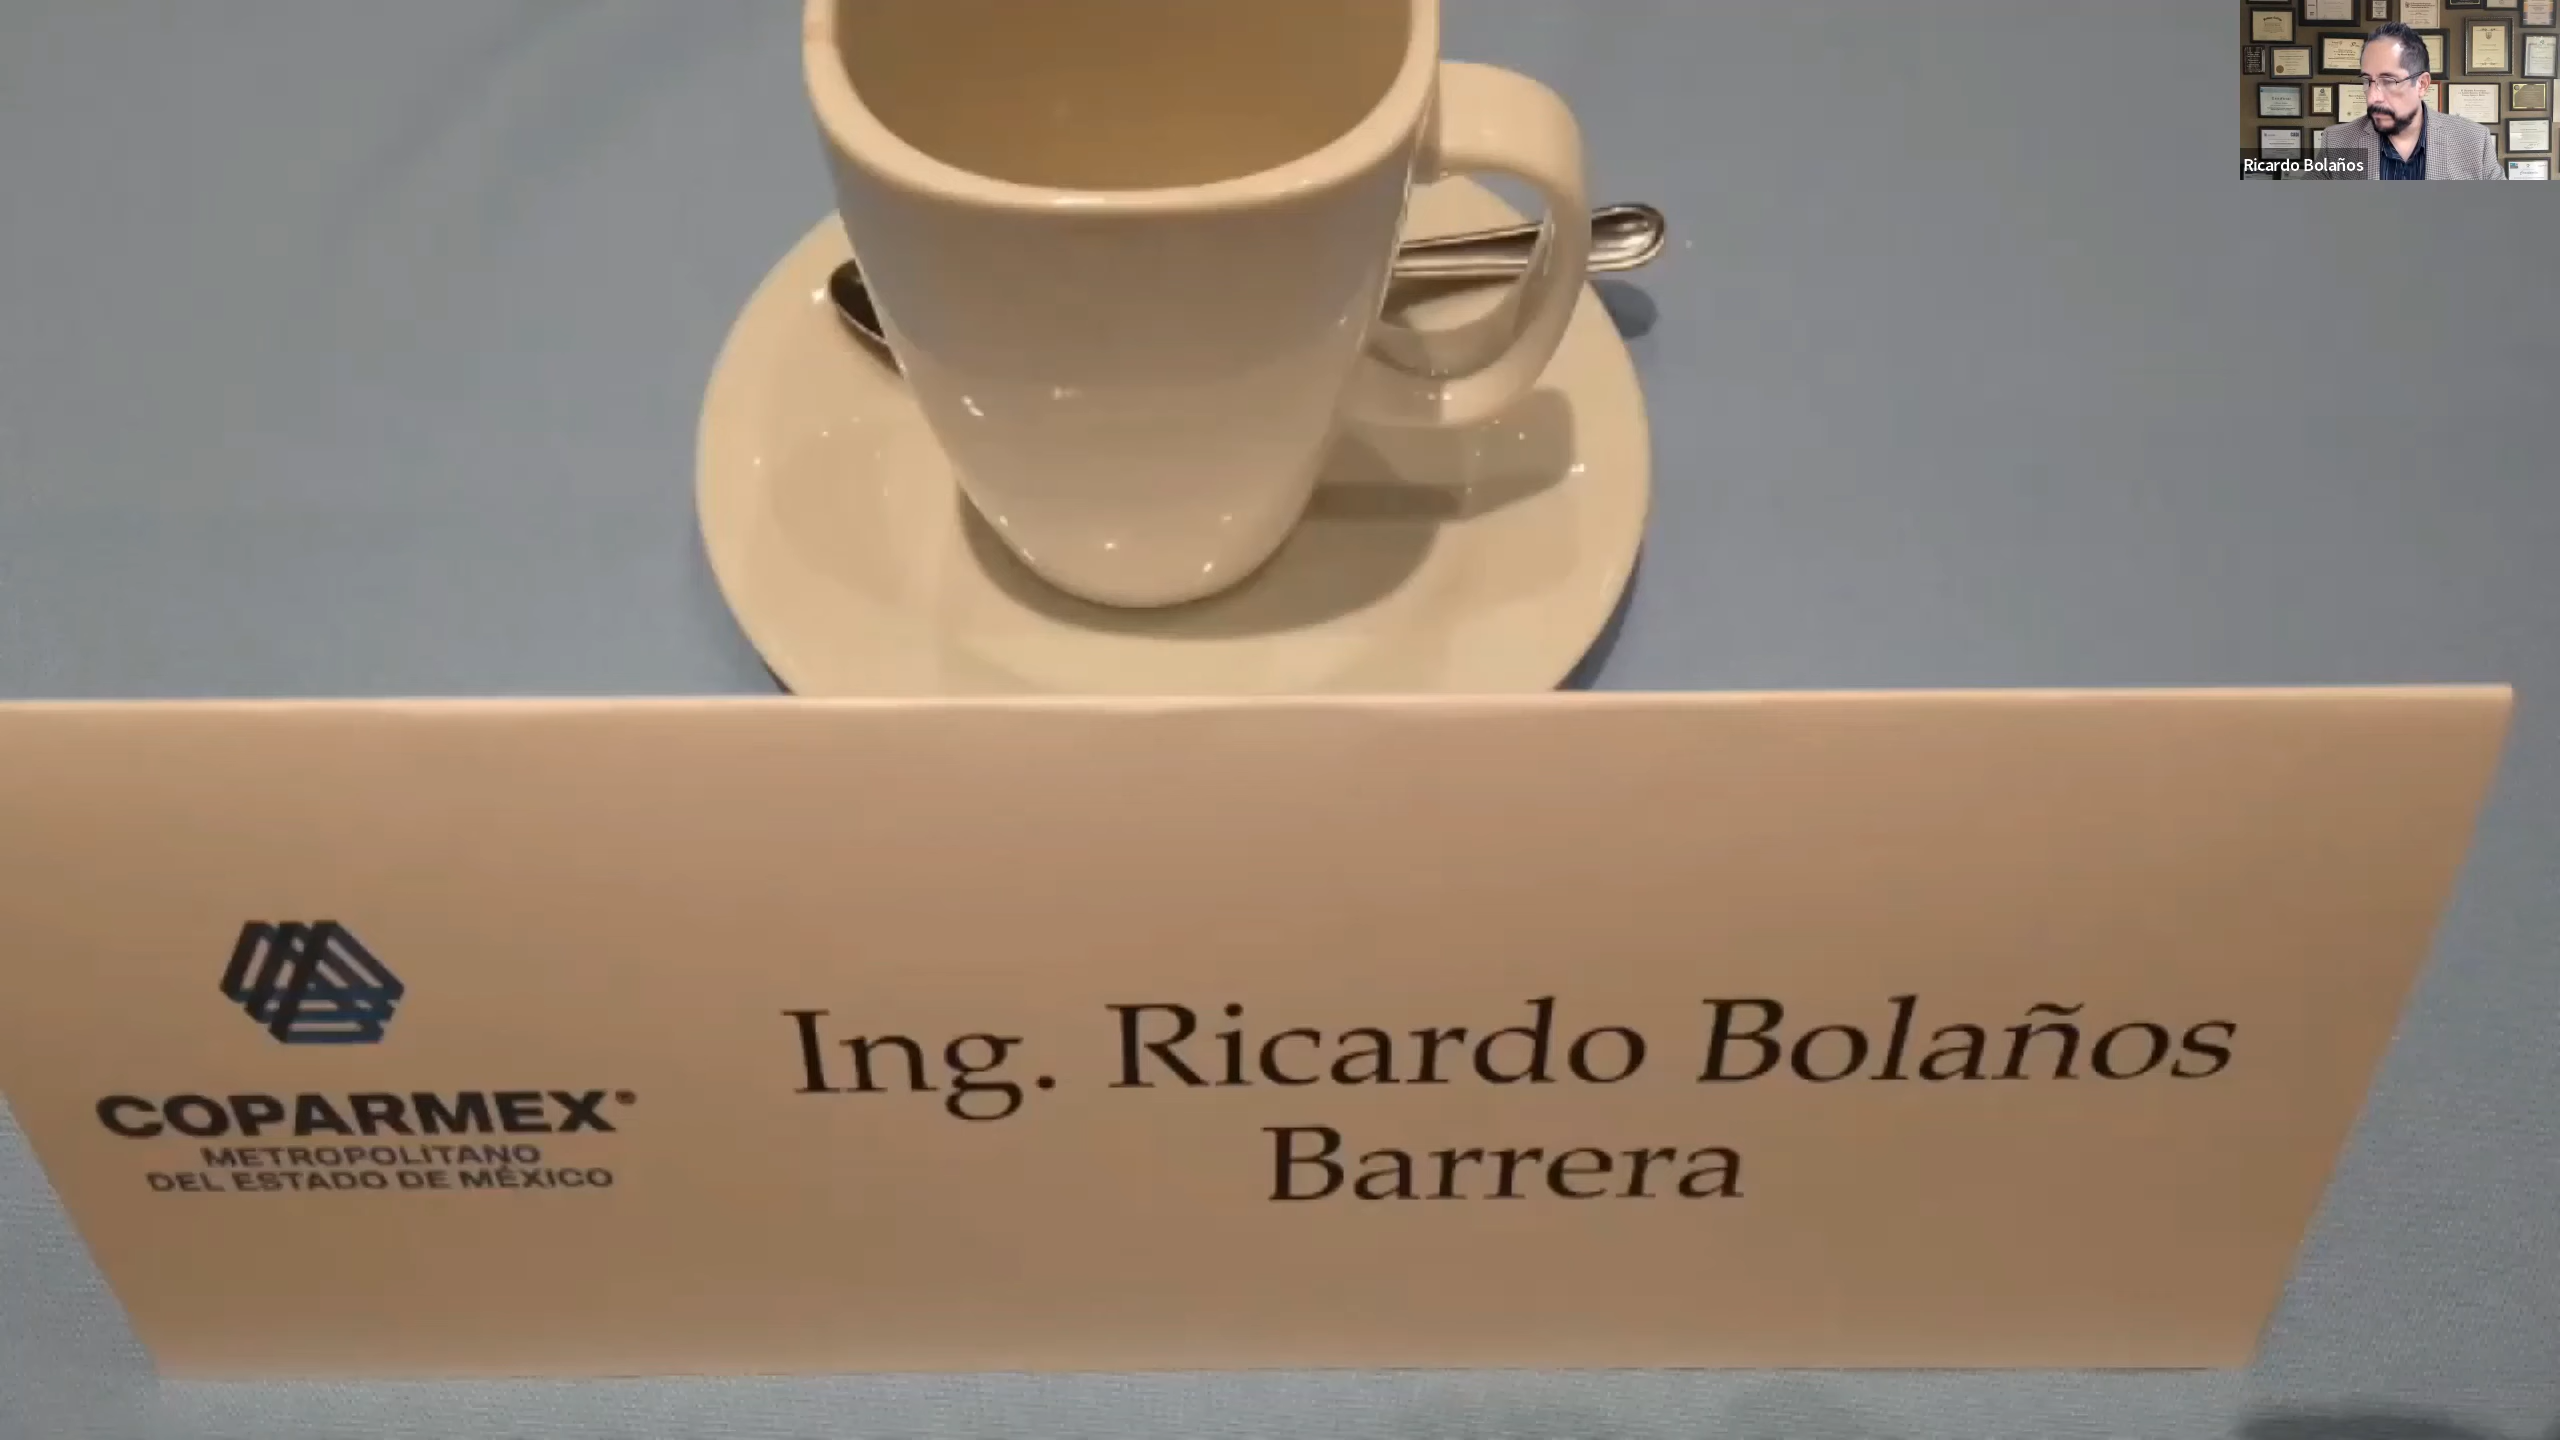 Ricardo Bolaños
COPARMEX
METROPOLITANO
DEL ESTADO DE MÉXICO
Ing. Ricardo Bolaños
Barrera